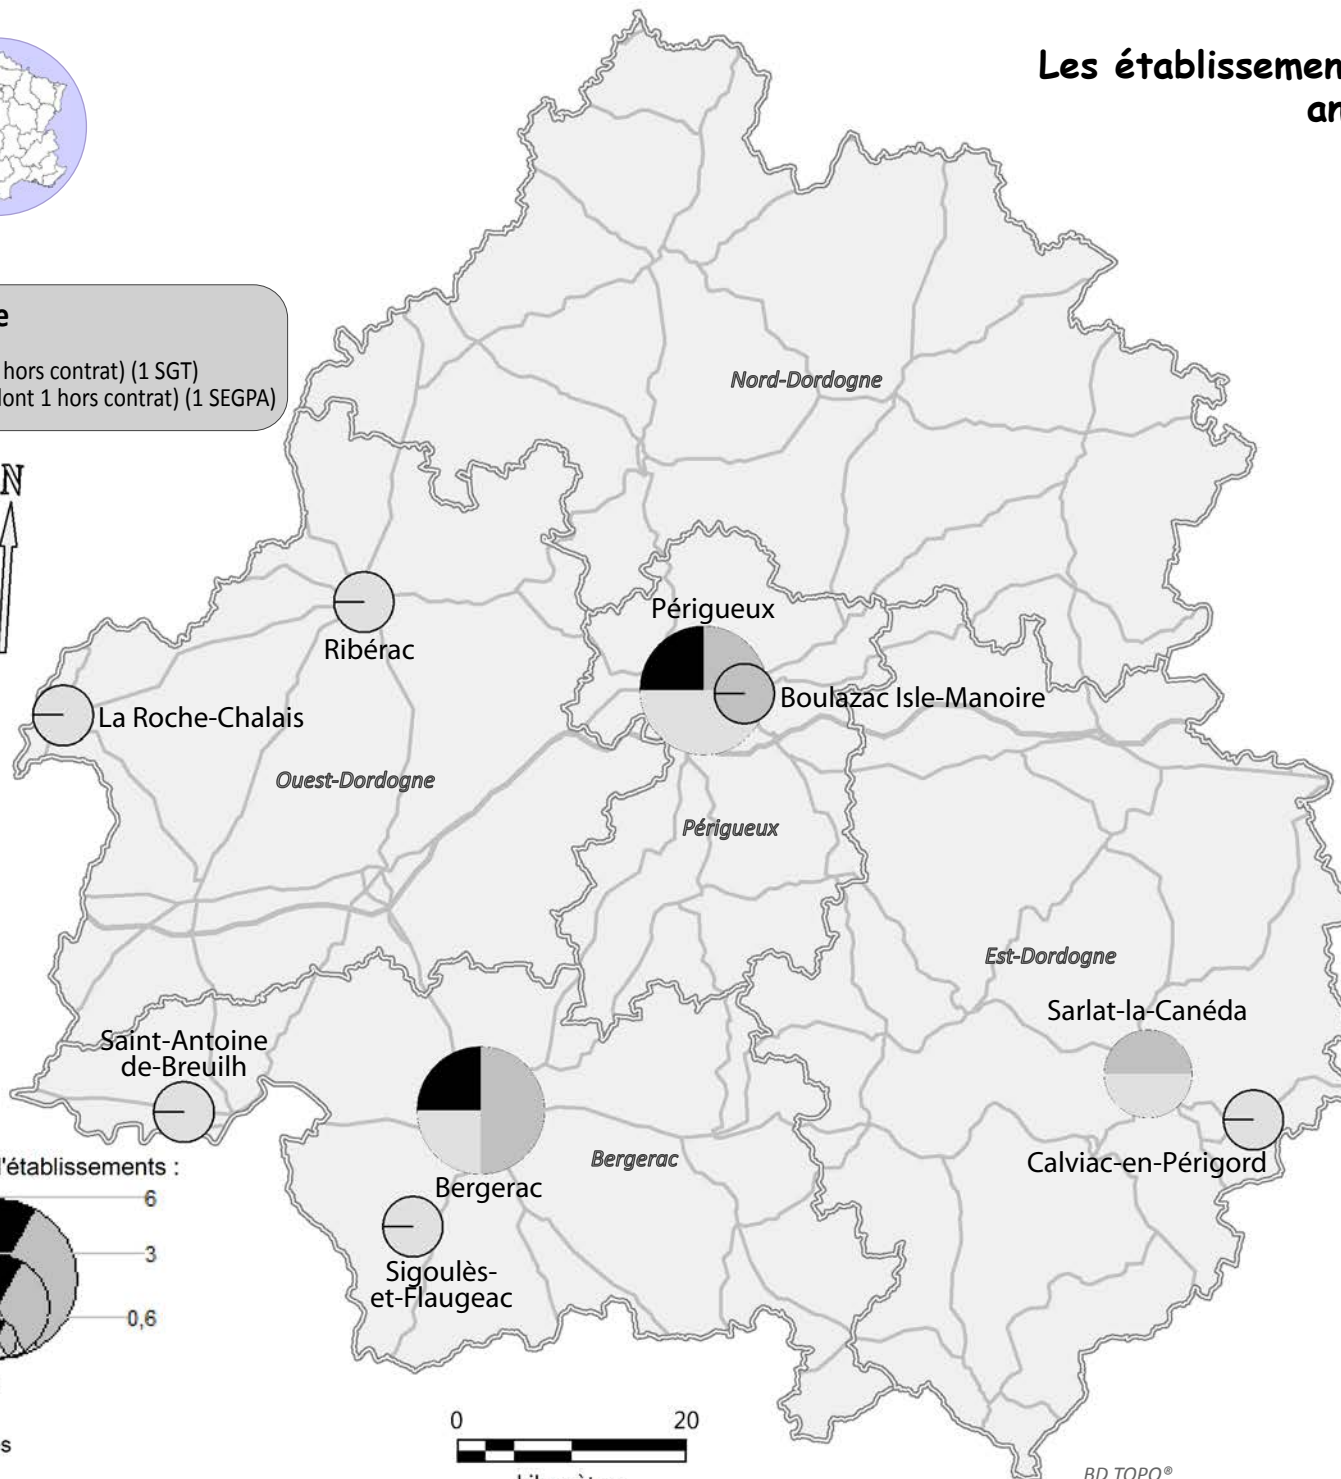 Les établissemen
an
e
hors contrat) (1 SGT)
dont 1 hors contrat) (1 SEGPA)
N
Nord-Dordogne
Périgueux
Ribérac
Boulazac Isle-Manoire
La Roche-Chalais
Ouest-Dordogne
Périgueux
Est-Dordogne
Sarlat-la-Canéda
Saint-Antoine
de-Breuilh
Calviac-en-Périgord
Bergerac
Bergerac
Sigoulès-
et-Flaugeac
l'établissements :
6
3
0,6
s
0 20
BD TOPO®